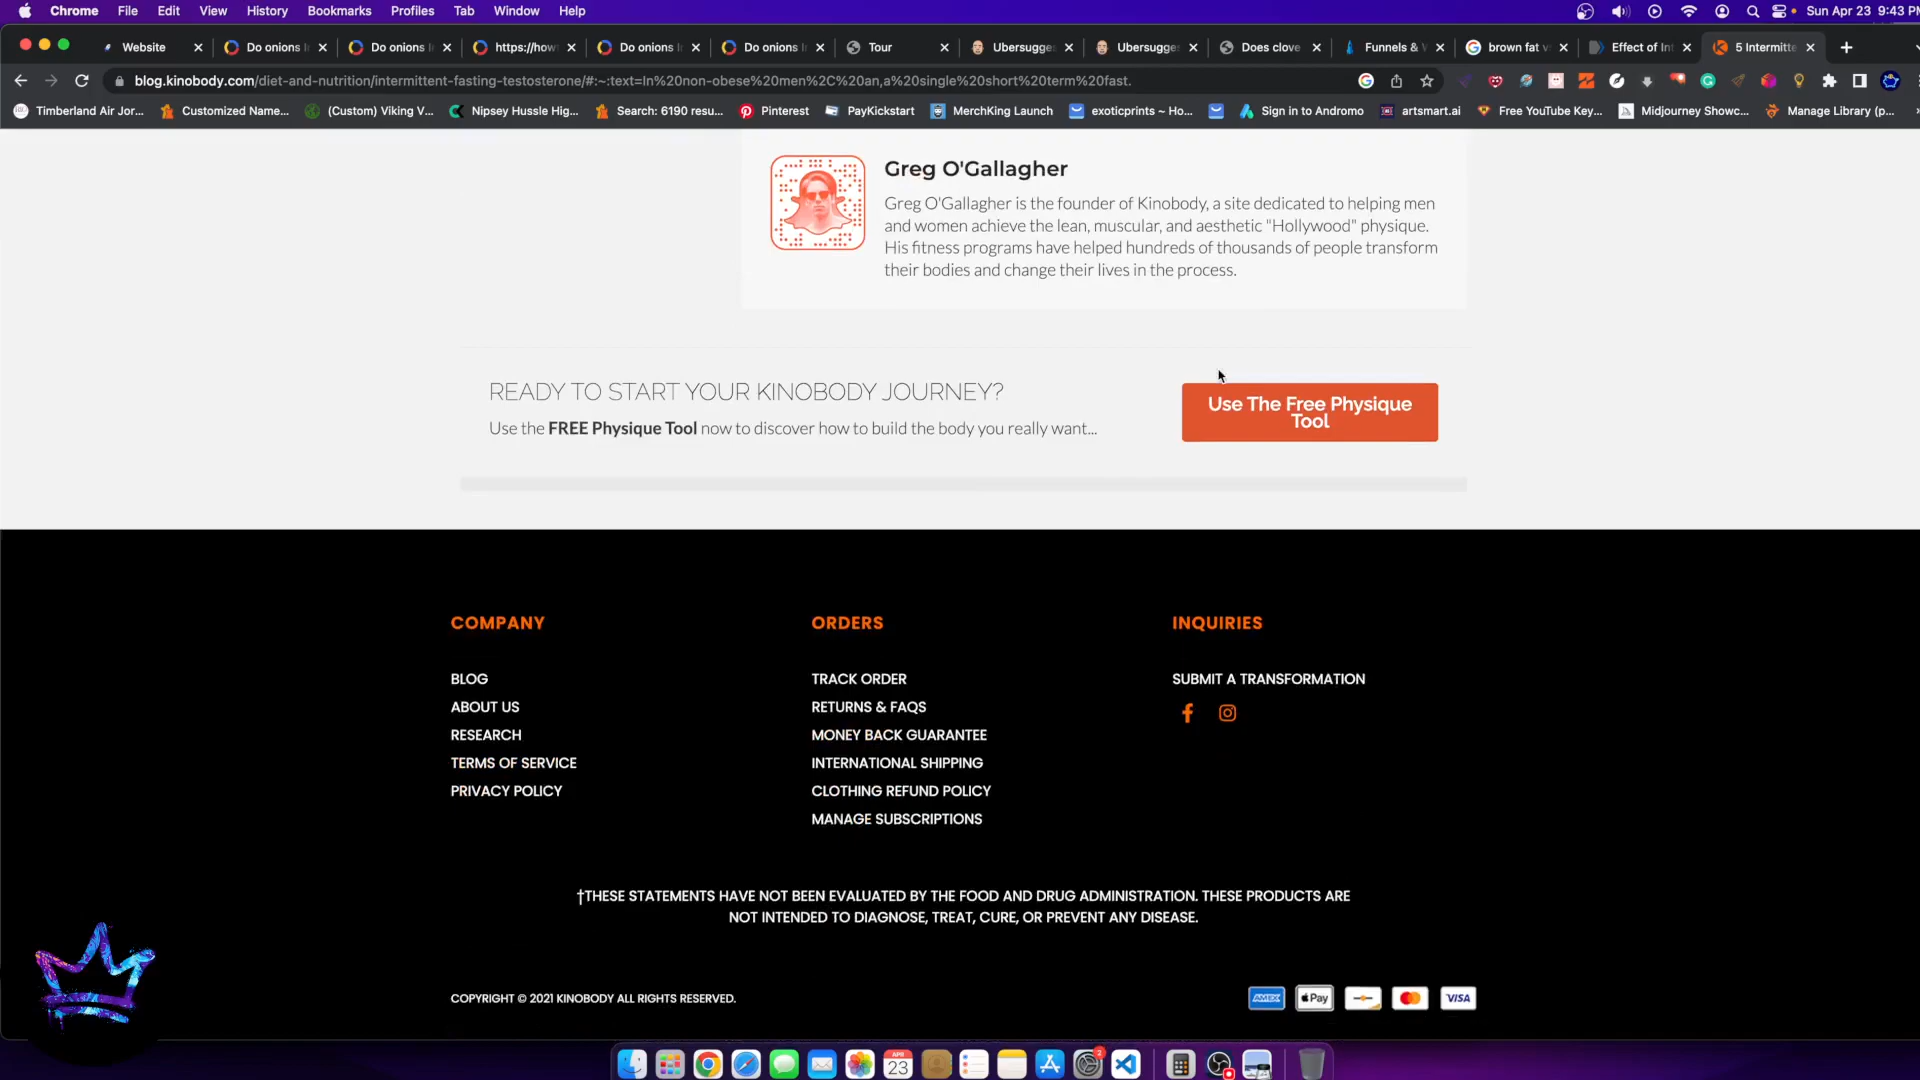 Chrome File Edit View History Bookmarks Profiles Tab Window Help Sun Apr 23 9:43 PM
Website Do onions I Do onions I https://how Do onions I Do onions I Tour Ubersugge Ubersugge Does clove Funnels & brown fat v Effect of Int 5 Intermitte
blog.kinobody.com/diet-and-nutrition/intermittent-fasting-testosterone/#:~:text=In%20non-obese%20men%2C%20an,a%20single%20short%20term%20fast.
Timberland Air Jor... Customized Name... (Custom) Viking V... Nipsey Hussle Hig... Search: 6190 resu... Pinterest PayKickstart MerchKing Launch exoticprints ~ Ho... Sign in to Andromo artsmart.ai Free YouTube Key... Midjourney Showc... Manage Library (p...
Greg O'Gallagher
Greg O'Gallagher is the founder of Kinobody, a site dedicated to helping men
and women achieve the lean, muscular, and aesthetic "Hollywood" physique.
His fitness programs have helped hundreds of thousands of people transform
their bodies and change their lives in the process.
READY TO START YOUR KINOBODY JOURNEY?
Use the FREE Physique Tool now to discover how to build the body you really want...
Use The Free Physique
Tool
COMPANY
BLOG
ABOUT US
RESEARCH
TERMS OF SERVICE
PRIVACY POLICY
ORDERS
TRACK ORDER
RETURNS & FAQS
MONEY BACK GUARANTEE
INTERNATIONAL SHIPPING
CLOTHING REFUND POLICY
MANAGE SUBSCRIPTIONS
INQUIRIES
SUBMIT A TRANSFORMATION
†THESE STATEMENTS HAVE NOT BEEN EVALUATED BY THE FOOD AND DRUG ADMINISTRATION. THESE PRODUCTS ARE
NOT INTENDED TO DIAGNOSE, TREAT, CURE, OR PREVENT ANY DISEASE.
COPYRIGHT © 2021 KINOBODY ALL RIGHTS RESERVED.
AMEX Pay VISA
APR
23
2